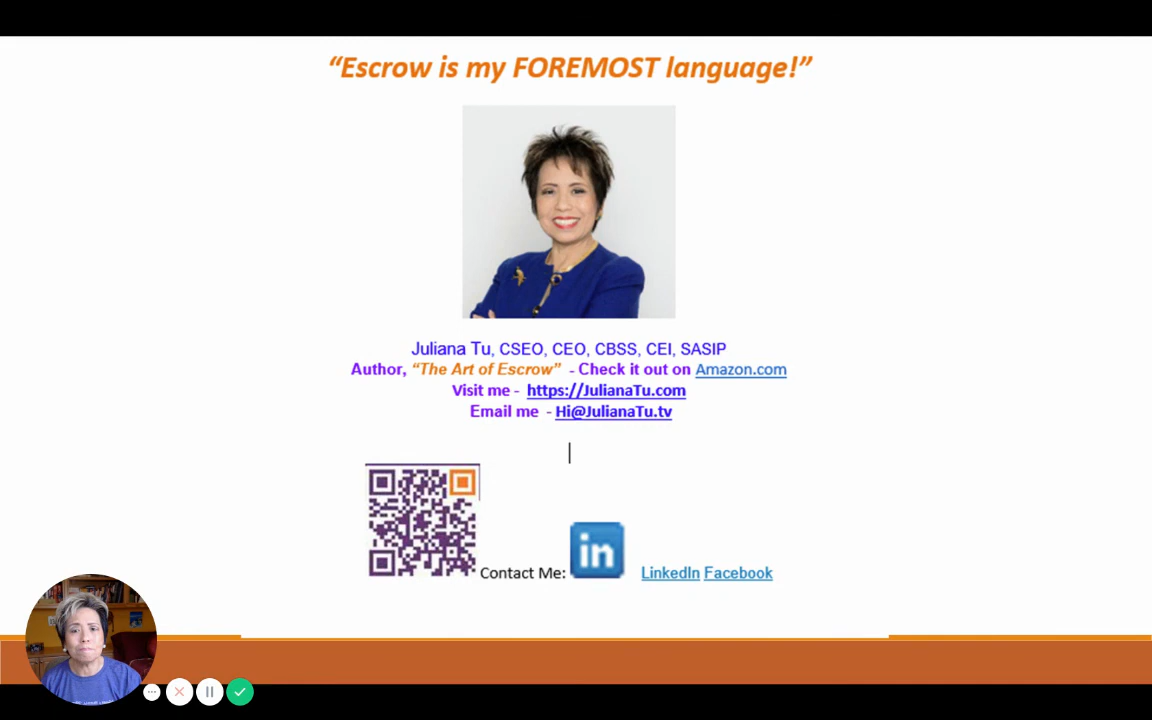 “Escrow is my FOREMOST language!”
Juliana Tu, CSEO, CEO, CBSS, CEI, SASIP
Author, “The Art of Escrow” - Check it out on Amazon.com
Visit me - https://JulianaTu.com
Email me - Hi@JulianaTu.tv
in
Contact Me: LinkedIn Facebook